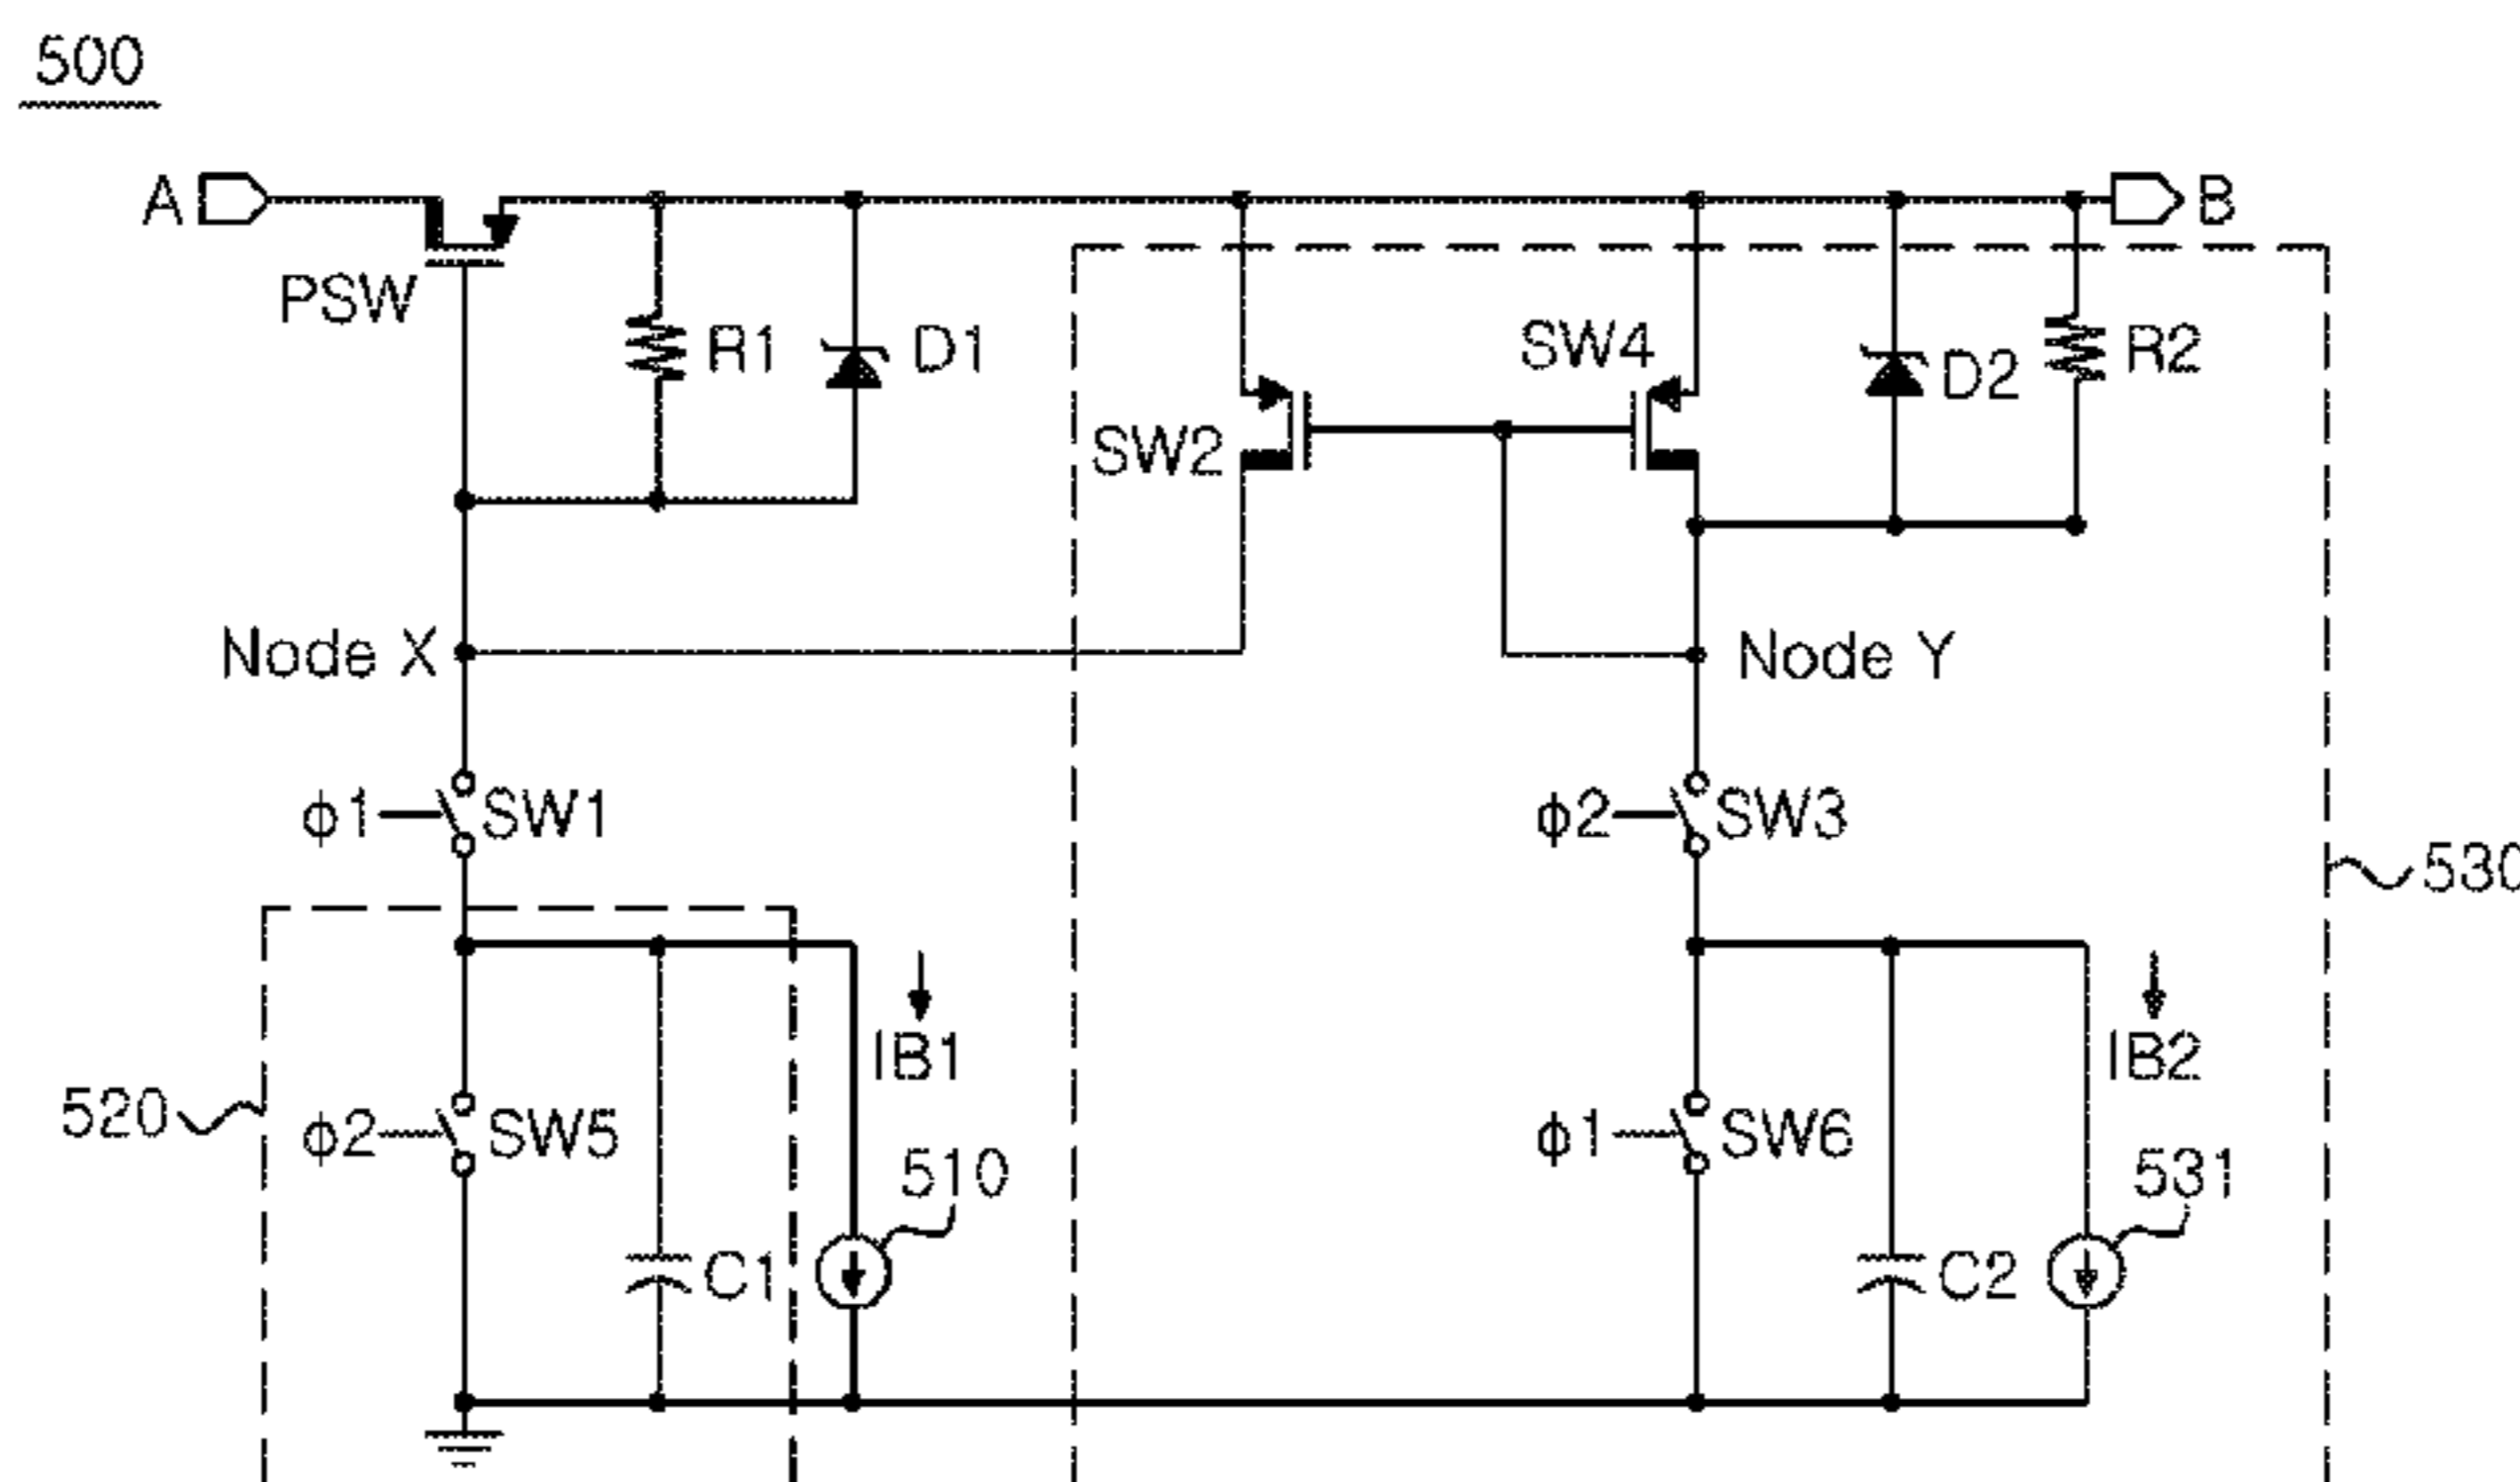 500
A
B
PSW
R1
D1
SW4
D2
R2
SW2
Node X
Node Y
ϕ1
SW1
ϕ2
SW3
530
IB1
IB2
520
ϕ2
SW5
510
ϕ1
SW6
531
C1
C2